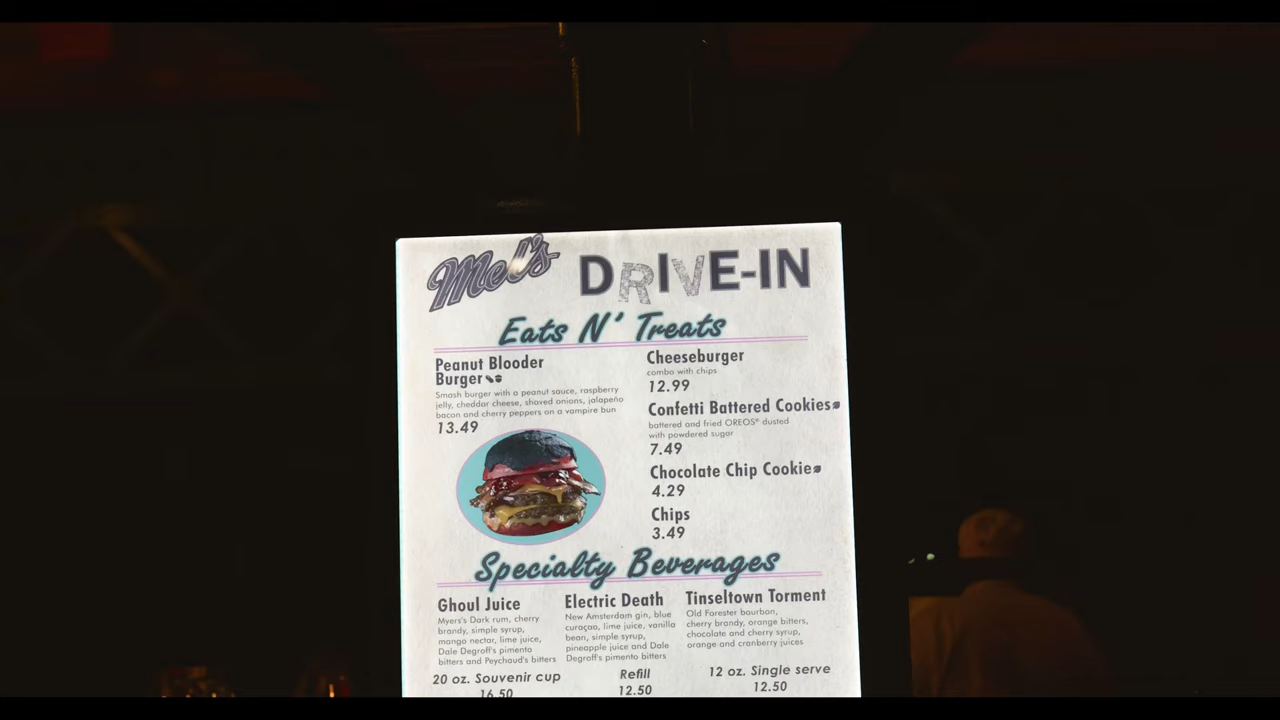 Mel's DRIVE-IN
Eats N' Treats
Peanut Blooder
Burger
Smash burger with a peanut sauce, raspberry
jelly, cheddar cheese, shaved onions, jalapeño
bacon and cherry peppers on a vampire bun
13.49
Cheeseburger
combo with chips
12.99
Confetti Battered Cookies
battered and fried OREOS® dusted
with powdered sugar
7.49
Chocolate Chip Cookie
4.29
Chips
3.49
Specialty Beverages
Ghoul Juice
Myers's Dark rum, cherry
brandy, simple syrup,
mango nectar, lime juice,
Dale Degroff's pimento
bitters and Peychaud's bitters
Electric Death
New Amsterdam gin, blue
curaçao, lime juice, vanilla
bean, simple syrup,
pineapple juice and Dale
Degroff's pimento bitters
Tinseltown Torment
Old Forester bourbon,
cherry brandy, orange bitters,
chocolate and cherry syrup,
orange and cranberry juices
20 oz. Souvenir cup
16.50
Refill
12.50
12 oz. Single serve
12.50